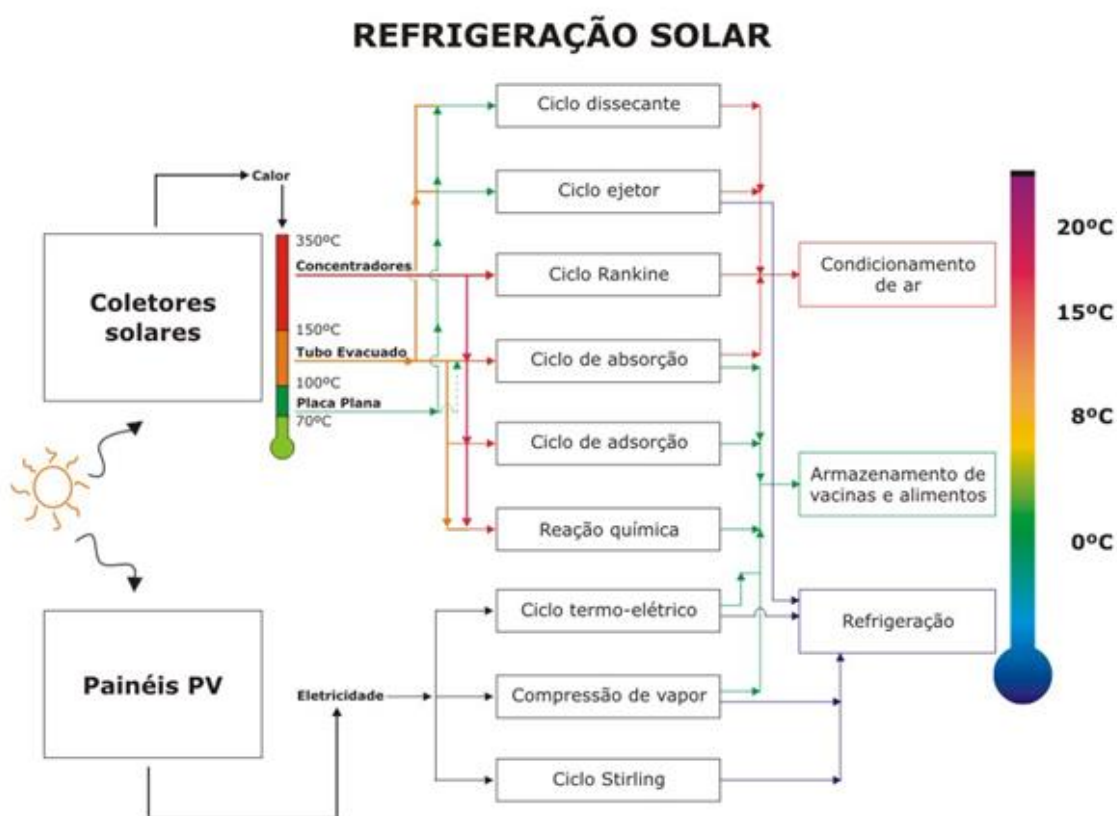 REFRIGERAÇÃO SOLAR
Calor
Coletores
solares
350ºC
Concentradores
150ºC
Tubo Evacuado
100ºC
Placa Plana
70ºC
Painéis PV
Eletricidade
Ciclo dissecante
Ciclo ejetor
Ciclo Rankine
Ciclo de absorção
Ciclo de adsorção
Reação química
Ciclo termo-elétrico
Compressão de vapor
Ciclo Stirling
Condicionamento
de ar
Armazenamento de
vacinas e alimentos
Refrigeração
20ºC
15ºC
8ºC
0ºC